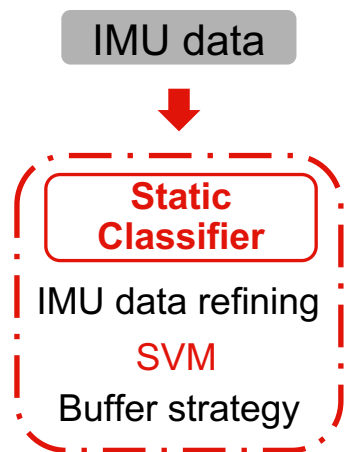 IMU data
Static
Classifier
IMU data refining
SVM
Buffer strategy